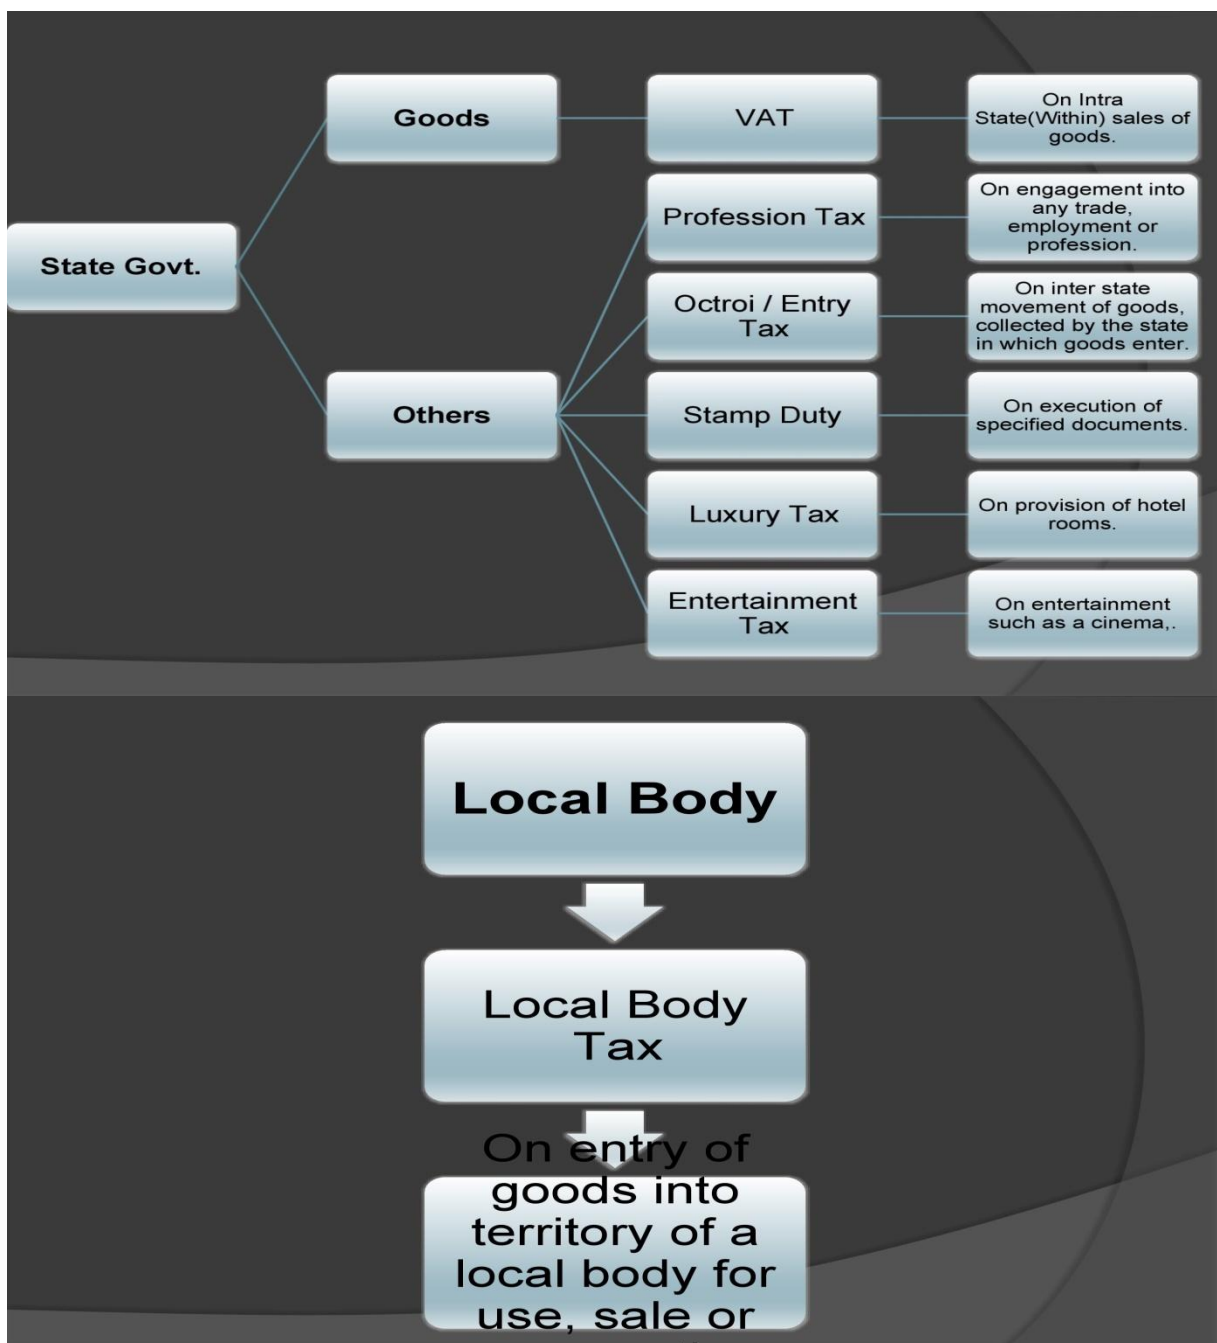 State Govt.
Goods
VAT
On Intra
State(Within) sales of
goods.
Others
Profession Tax
On engagement into
any trade,
employment or
profession.
Octroi / Entry
Tax
On inter state
movement of goods,
collected by the state
in which goods enter.
Stamp Duty
On execution of
specified documents.
Luxury Tax
On provision of hotel
rooms.
Entertainment
Tax
On entertainment
such as a cinema,.
Local Body
Local Body
Tax
On entry of
goods into
territory of a
local body for
use, sale or